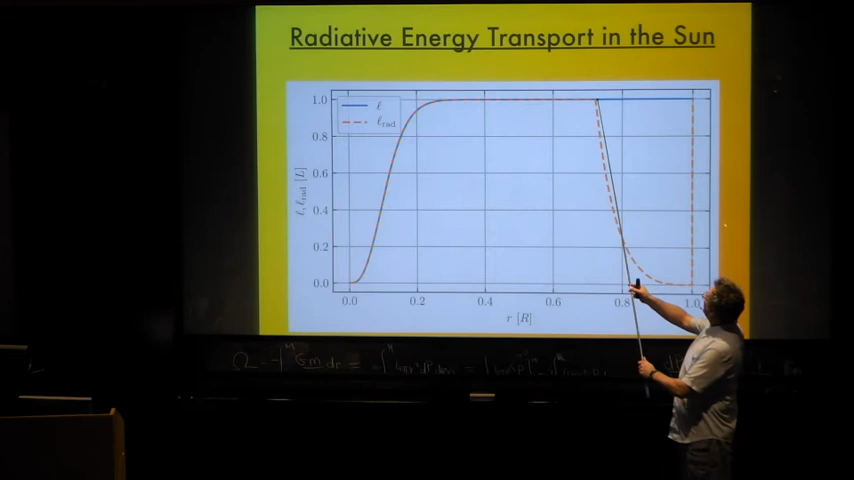 Radiative Energy Transport in the Sun
ℓ
ℓrad
1.0
0.8
0.6
0.4
0.2
0.0
ℓ, ℓrad [L]
0.0 0.2 0.4 0.6 0.8 1.0
r [R]